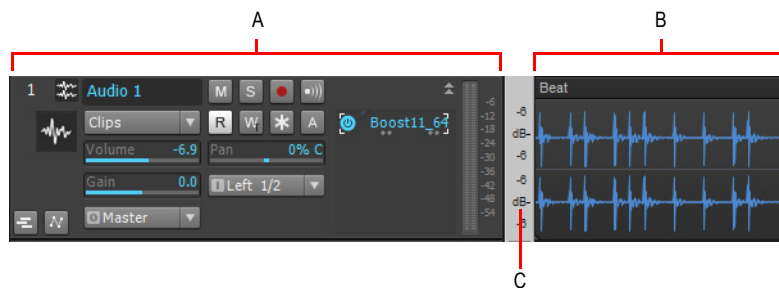 A
B
1 Audio 1 M S
Clips R W * A Boost11_64
Volume -6.9 Pan 0% C
Gain 0.0 I Left 1/2
O Master
-6
-12
-18
-24
-30
-36
-42
-48
-54
-6
dB-
-6
-6
dB-
-6
Beat
C